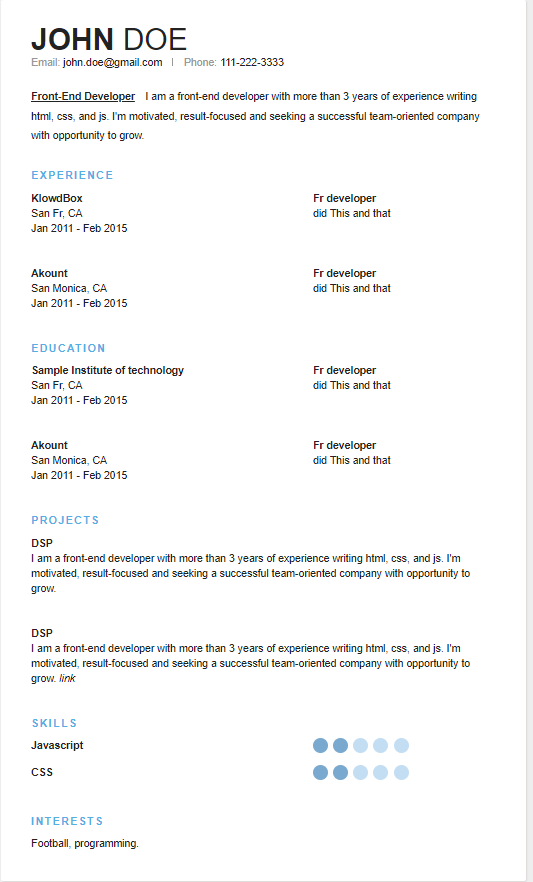 JOHN DOE
Email: john.doe@gmail.com | Phone: 111-222-3333
Front-End Developer I am a front-end developer with more than 3 years of experience writing
html, css, and js. I'm motivated, result-focused and seeking a successful team-oriented company
with opportunity to grow.
EXPERIENCE
KlowdBox Fr developer
San Fr, CA did This and that
Jan 2011 - Feb 2015
Akount Fr developer
San Monica, CA did This and that
Jan 2011 - Feb 2015
EDUCATION
Sample Institute of technology Fr developer
San Fr, CA did This and that
Jan 2011 - Feb 2015
Akount Fr developer
San Monica, CA did This and that
Jan 2011 - Feb 2015
PROJECTS
DSP
I am a front-end developer with more than 3 years of experience writing html, css, and js. I'm
motivated, result-focused and seeking a successful team-oriented company with opportunity to
grow.
DSP
I am a front-end developer with more than 3 years of experience writing html, css, and js. I'm
motivated, result-focused and seeking a successful team-oriented company with opportunity to
grow. link
SKILLS
Javascript
CSS
INTERESTS
Football, programming.